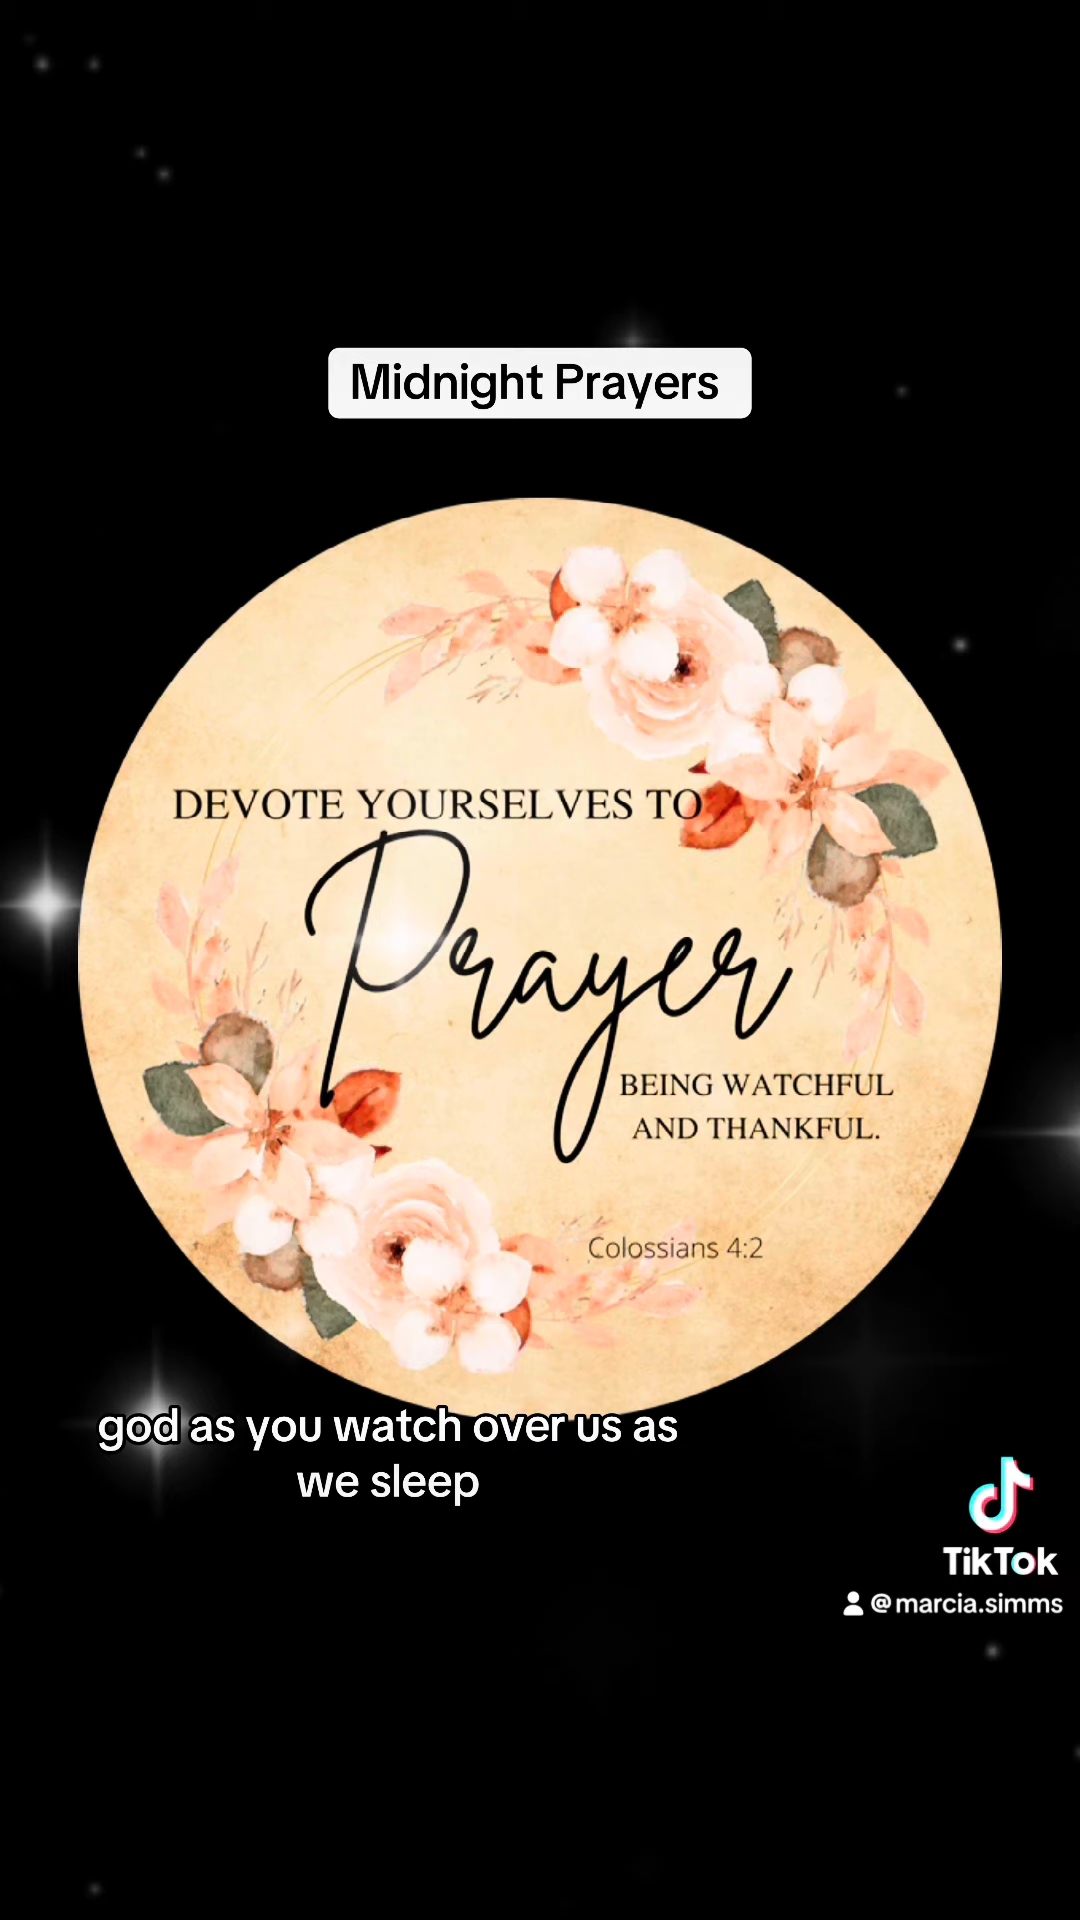 Midnight Prayers
DEVOTE YOURSELVES TO
Prayer
BEING WATCHFUL
AND THANKFUL.
Colossians 4:2
god as you watch over us as
we sleep
TikTok
@marcia.simms